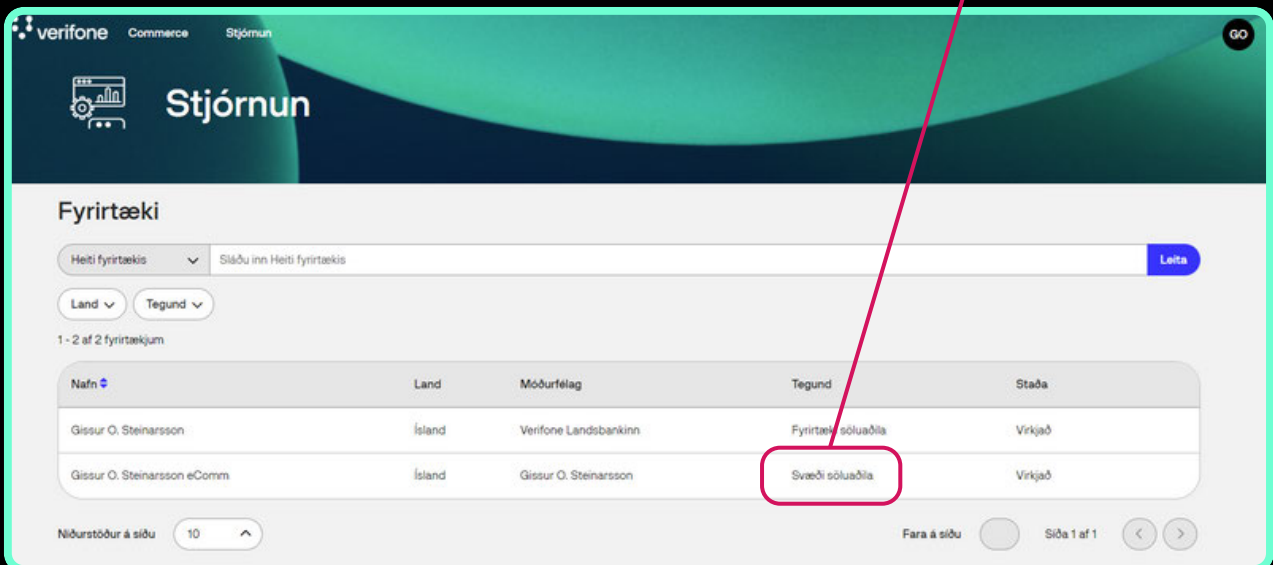 verifone Commerce Stjórnun GO
Stjórnun
Fyrirtæki
Heiti fyrirtækis Sláðu inn Heiti fyrirtækis Leita
Land Tegund
1 - 2 af 2 fyrirtækjum
Nafn Land Móðurfélag Tegund Staða
Gissur O. Steinarsson Ísland Verifone Landsbankinn Fyrirtæki söluaðila Virkjað
Gissur O. Steinarsson eComm Ísland Gissur O. Steinarsson Svæði söluaðila Virkjað
Niðurstöður á síðu 10 Fara á síðu Síða 1 af 1